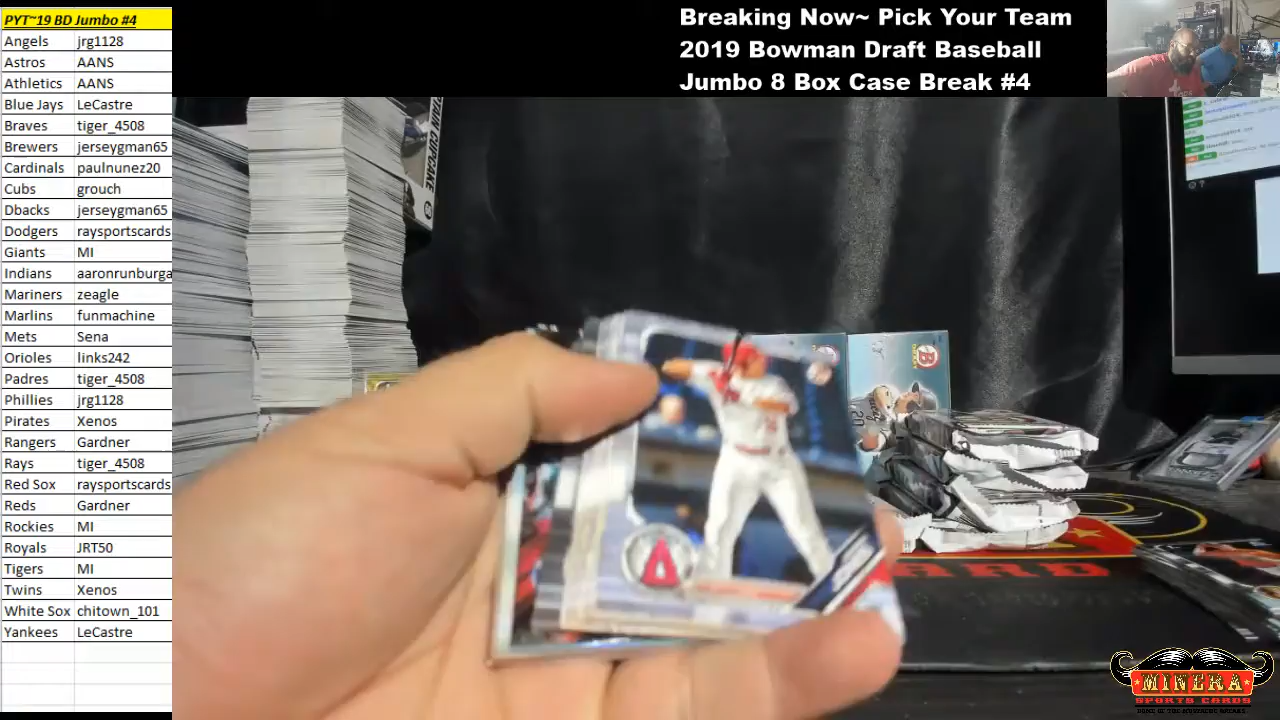 PYT~19 BD Jumbo #4
Angels jrg1128
Astros AANS
Athletics AANS
Blue Jays LeCastre
Braves tiger_4508
Brewers jerseygman65
Cardinals paulnunez20
Cubs grouch
Dbacks jerseygman65
Dodgers raysportscards
Giants MI
Indians aaronrunburga
Mariners zeagle
Marlins funmachine
Mets Sena
Orioles links242
Padres tiger_4508
Phillies jrg1128
Pirates Xenos
Rangers Gardner
Rays tiger_4508
Red Sox raysportscards
Reds Gardner
Rockies MI
Royals JRT50
Tigers MI
Twins Xenos
White Sox chitown_101
Yankees LeCastre
Breaking Now~ Pick Your Team
2019 Bowman Draft Baseball
Jumbo 8 Box Case Break #4
CUPCAKE
MINERA
SPORTS CARDS